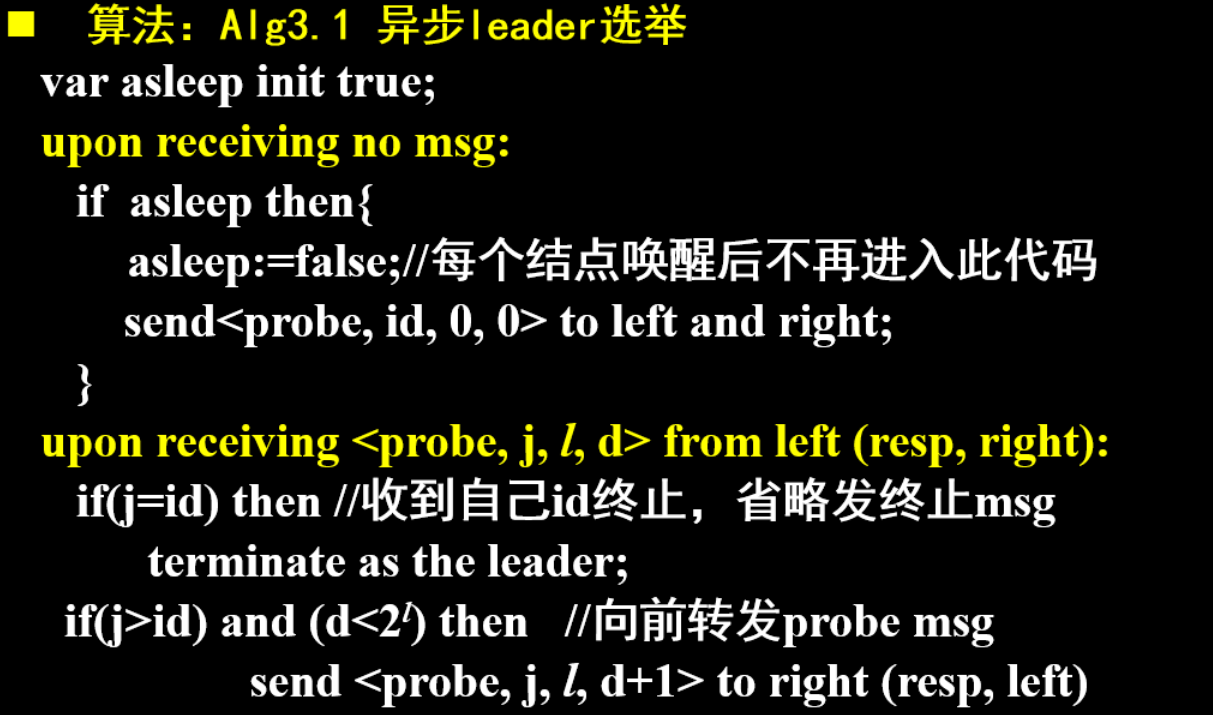 ■ 算法：Alg3.1 异步leader选举
var asleep init true;
upon receiving no msg:
if asleep then{
asleep:=false;//每个结点唤醒后不再进入此代码
send<probe, id, 0, 0> to left and right;
}
upon receiving <probe, j, l, d> from left (resp, right):
if(j=id) then //收到自己id终止，省略发终止msg
terminate as the leader;
if(j>id) and (d<2ˡ) then //向前转发probe msg
send <probe, j, l, d+1> to right (resp, left)